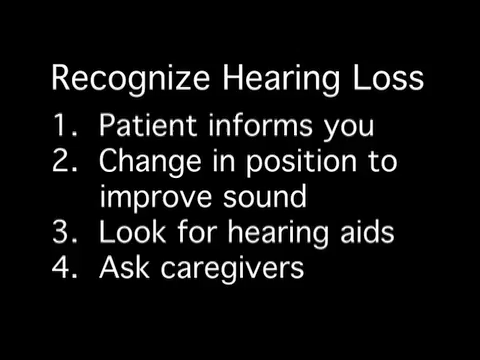 Recognize Hearing Loss
1. Patient informs you
2. Change in position to
improve sound
3. Look for hearing aids
4. Ask caregivers